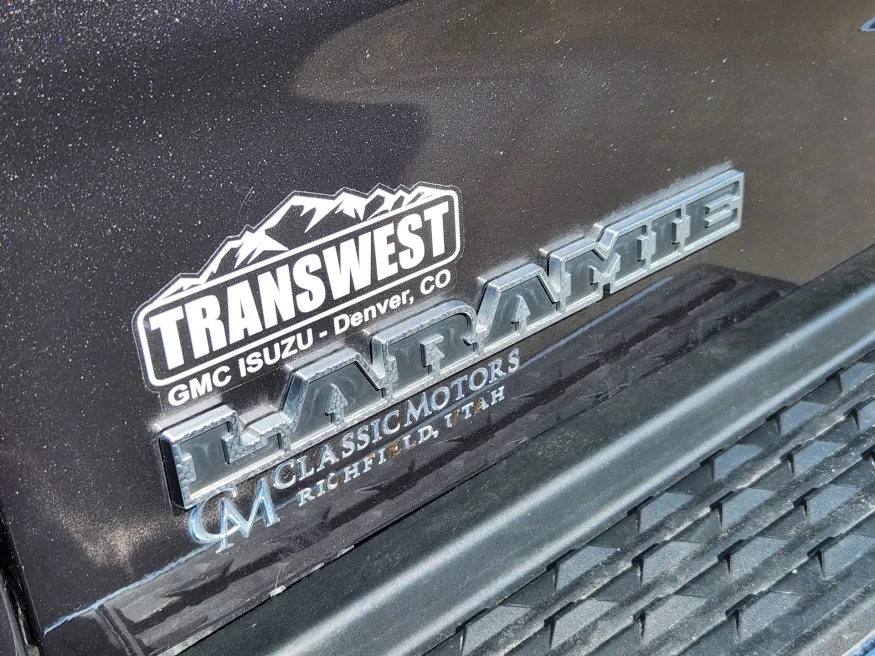 TRANSWEST
GMC ISUZU - Denver, CO
LARAMIE
CM CLASSIC MOTORS
RICHFIELD, UTAH